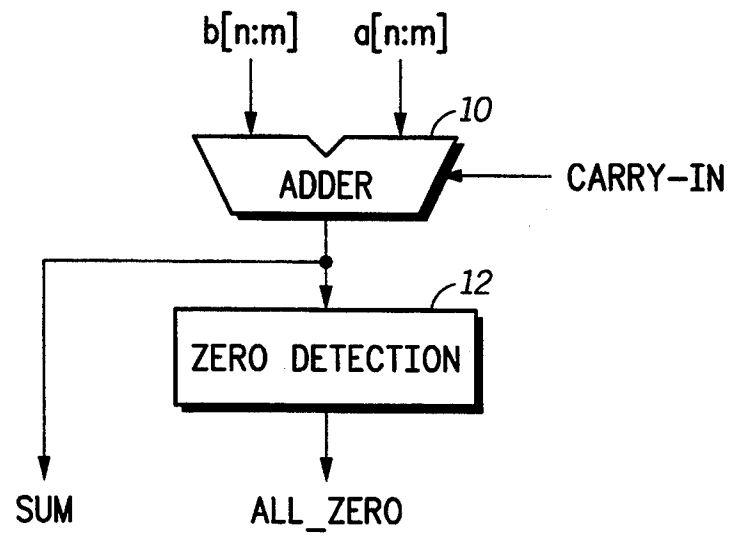 b[n:m] a[n:m]
10
ADDER
CARRY-IN
12
ZERO DETECTION
SUM
ALL_ZERO